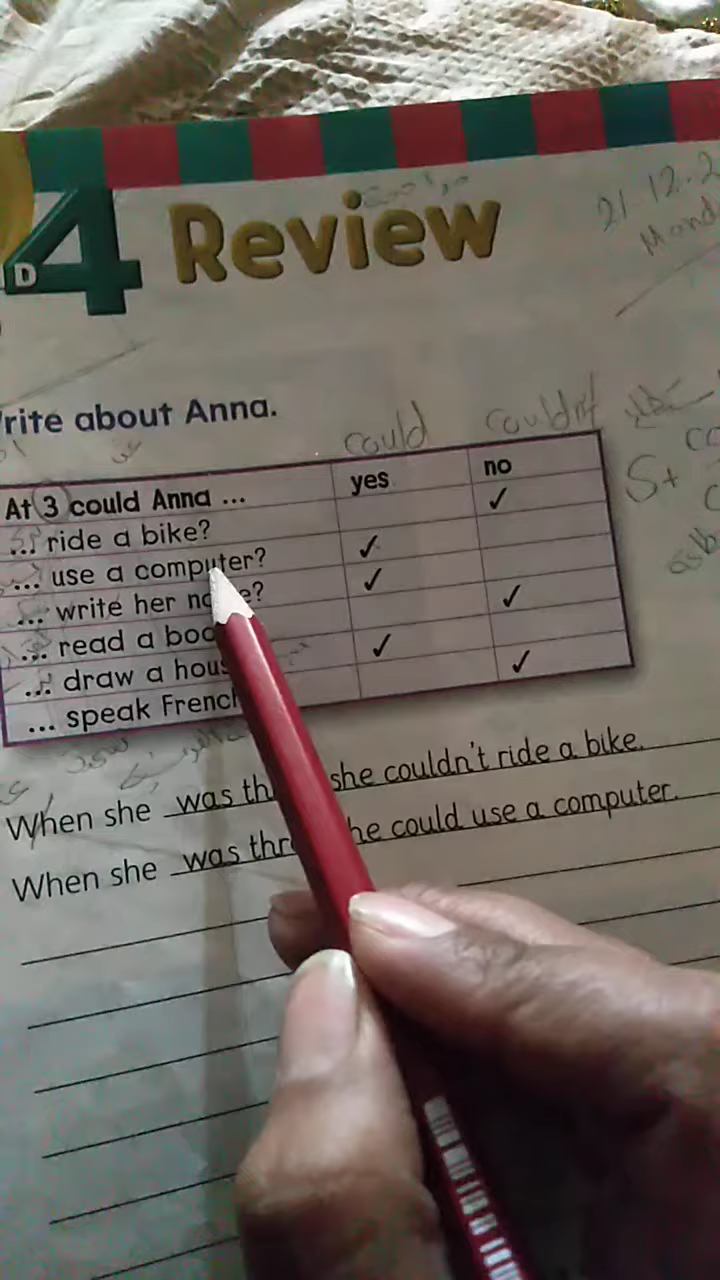 4 Review
D
21.12.2
Mond
rite about Anna.
could couldn't
At 3 could Anna ... yes no
... ride a bike? ✓
... use a computer? ✓
... write her na e? ✓
... read a boo ✓
... draw a hous ✓
... speak French ✓
S+
When she was th she couldn't ride a bike.
When she was thr he could use a computer.